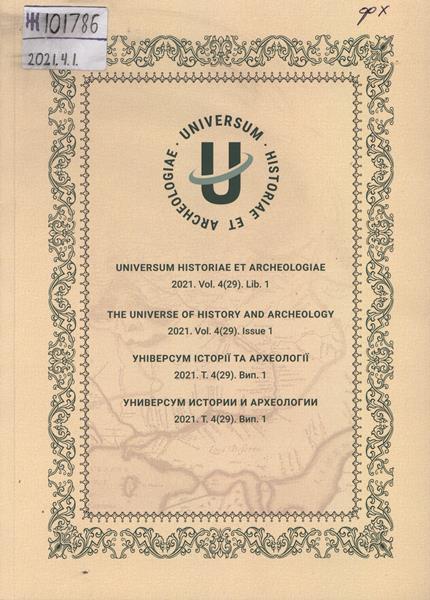 Ж101786
2021.4.1.
фх
UNIVERSUM · HISTORIAE ET ARCHEOLOGIAE ·
U
UNIVERSUM HISTORIAE ET ARCHEOLOGIAE
2021. Vol. 4(29). Lib. 1
THE UNIVERSE OF HISTORY AND ARCHEOLOGY
2021. Vol. 4(29). Issue 1
УНІВЕРСУМ ІСТОРІЇ ТА АРХЕОЛОГІЇ
2021. Т. 4(29). Вип. 1
УНИВЕРСУМ ИСТОРИИ И АРХЕОЛОГИИ
2021. Т. 4(29). Вып. 1